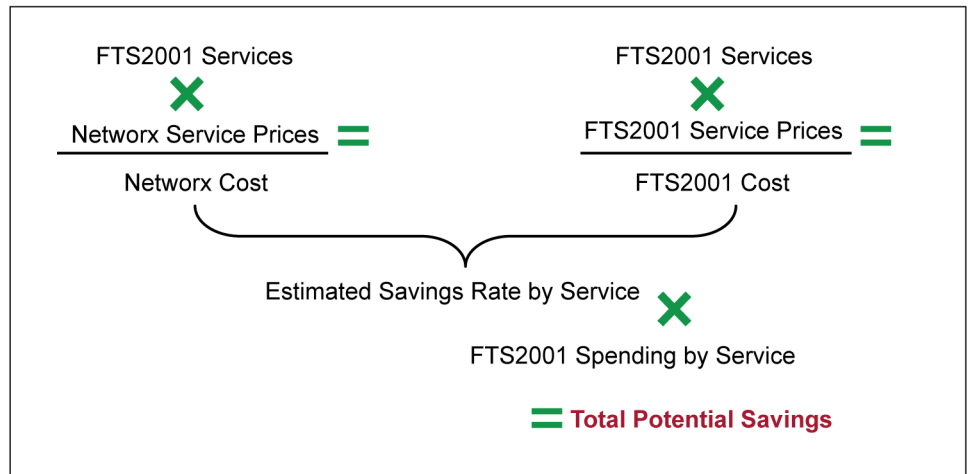 FTS2001 Services
×
Networx Service Prices =
Networx Cost
FTS2001 Services
×
FTS2001 Service Prices =
FTS2001 Cost
Estimated Savings Rate by Service ×
FTS2001 Spending by Service
= Total Potential Savings